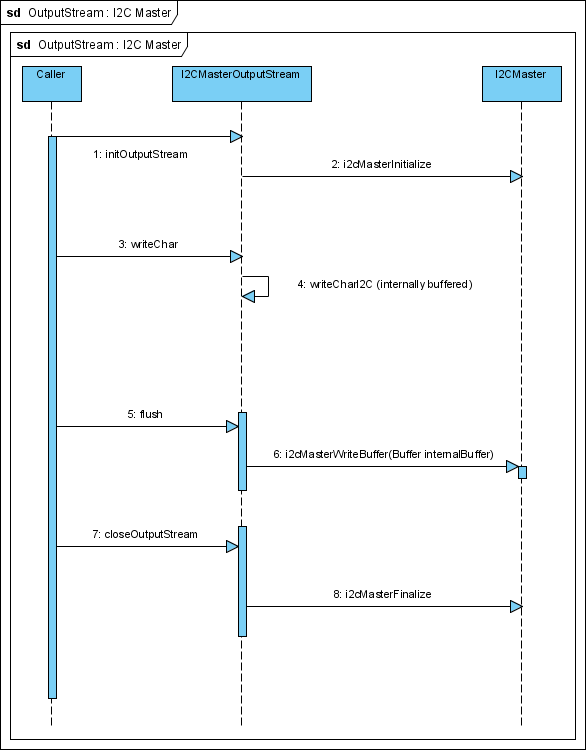 sd OutputStream : I2C Master
sd OutputStream : I2C Master
Caller
I2CMasterOutputStream
I2CMaster
1: initOutputStream
2: i2cMasterInitialize
3: writeChar
4: writeCharI2C (internally buffered)
5: flush
6: i2cMasterWriteBuffer(Buffer internalBuffer)
7: closeOutputStream
8: i2cMasterFinalize